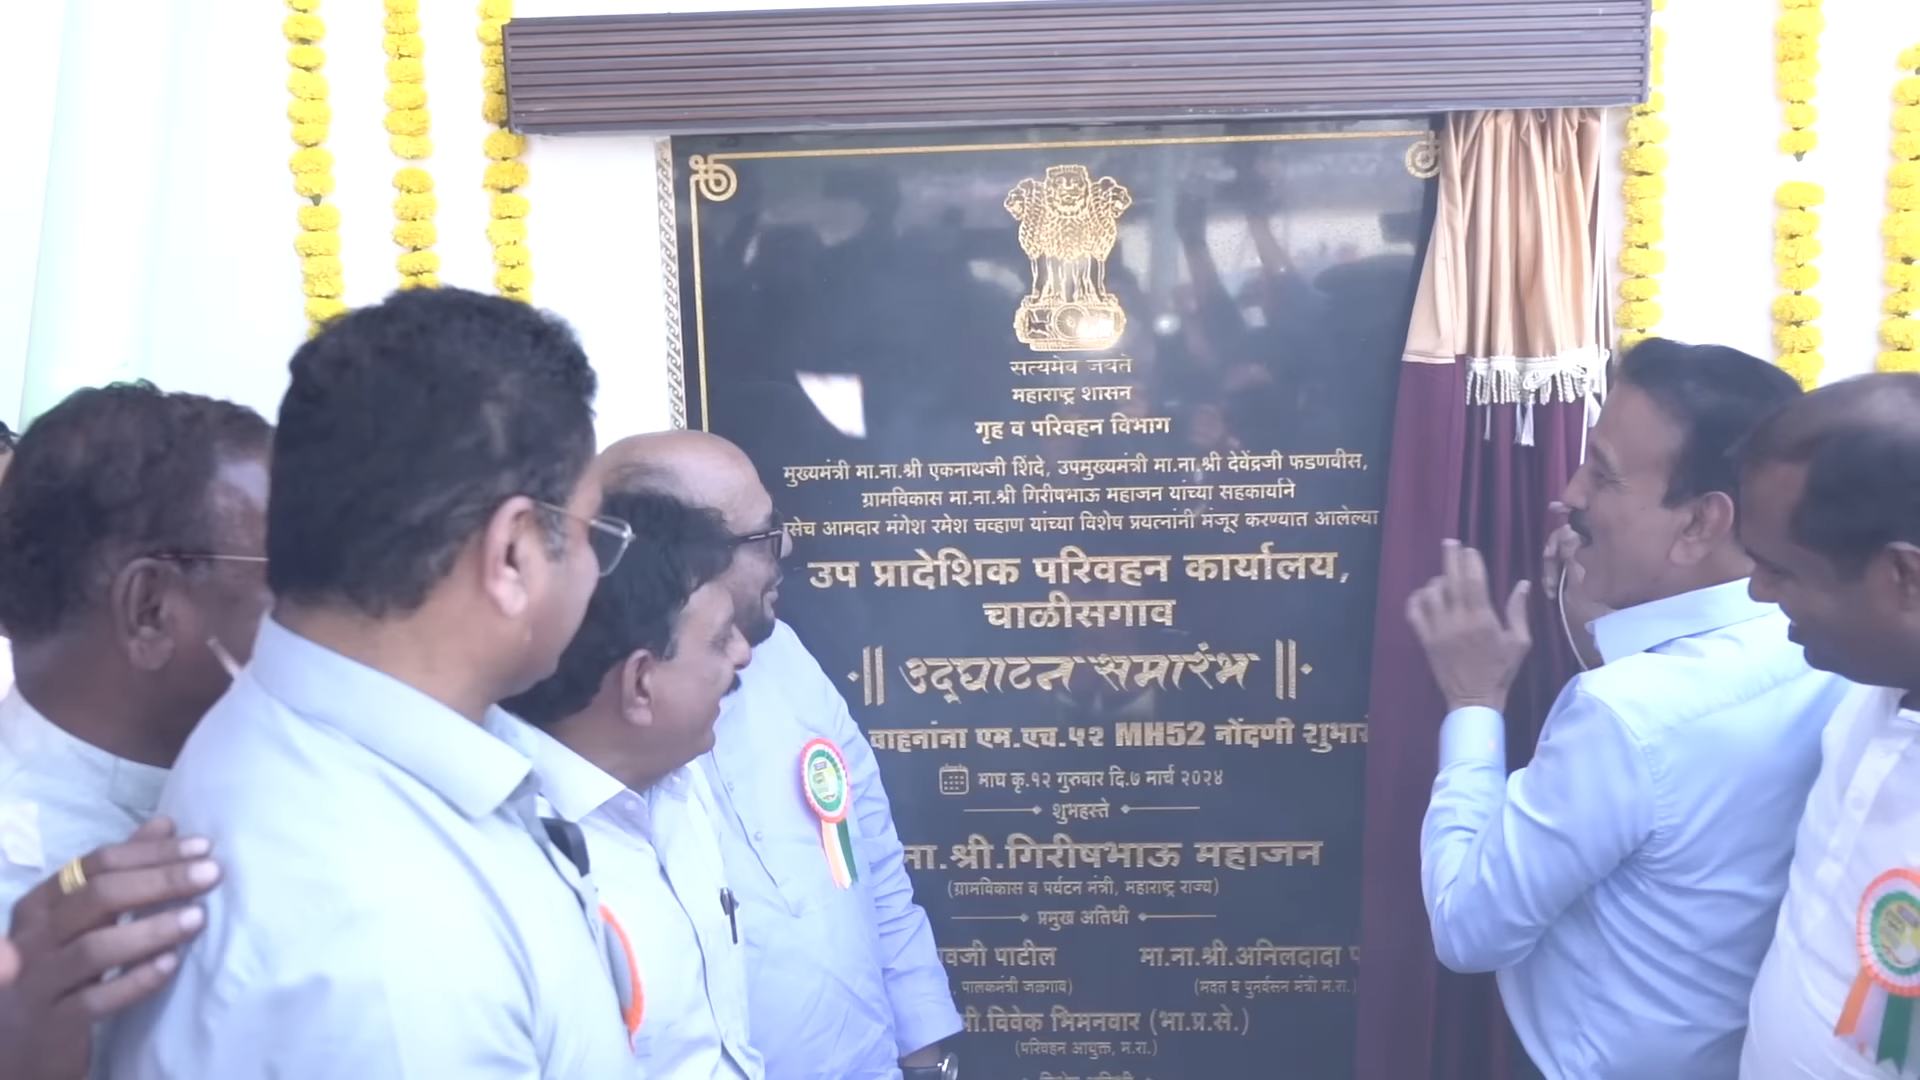 सत्यमेव जयते
महाराष्ट्र शासन
गृह व परिवहन विभाग
मुख्यमंत्री मा.ना.श्री एकनाथजी शिंदे, उपमुख्यमंत्री मा.ना.श्री देवेंद्रजी फडणवीस,
ग्रामविकास मा.ना.श्री गिरीषभाऊ महाजन यांच्या सहकार्याने
आमदार मंगेश रमेश चव्हाण यांच्या विशेष प्रयत्नांनी मंजूर करण्यात आलेल्या
उप प्रादेशिक परिवहन कार्यालय,
चाळीसगाव
॥ उद्घाटन समारंभ ॥
वाहनांना एम.एच.५२ MH52 नोंदणी
माघ कृ.१२ गुरुवार दि.७ मार्च २०२४
शुभहस्ते
श्री.गिरीषभाऊ महाजन
(ग्रामविकास व पर्यटन मंत्री, महाराष्ट्र राज्य)
प्रमुख अतिथी
पाटील मा.ना.श्री.अनिलदादा
पालकमंत्री जळगाव) (मदत व पुनर्वसन मंत्री म.रा.)
विवेक भिमनवार (भा.प्र.से.)
(परिवहन आयुक्त, म.रा.)